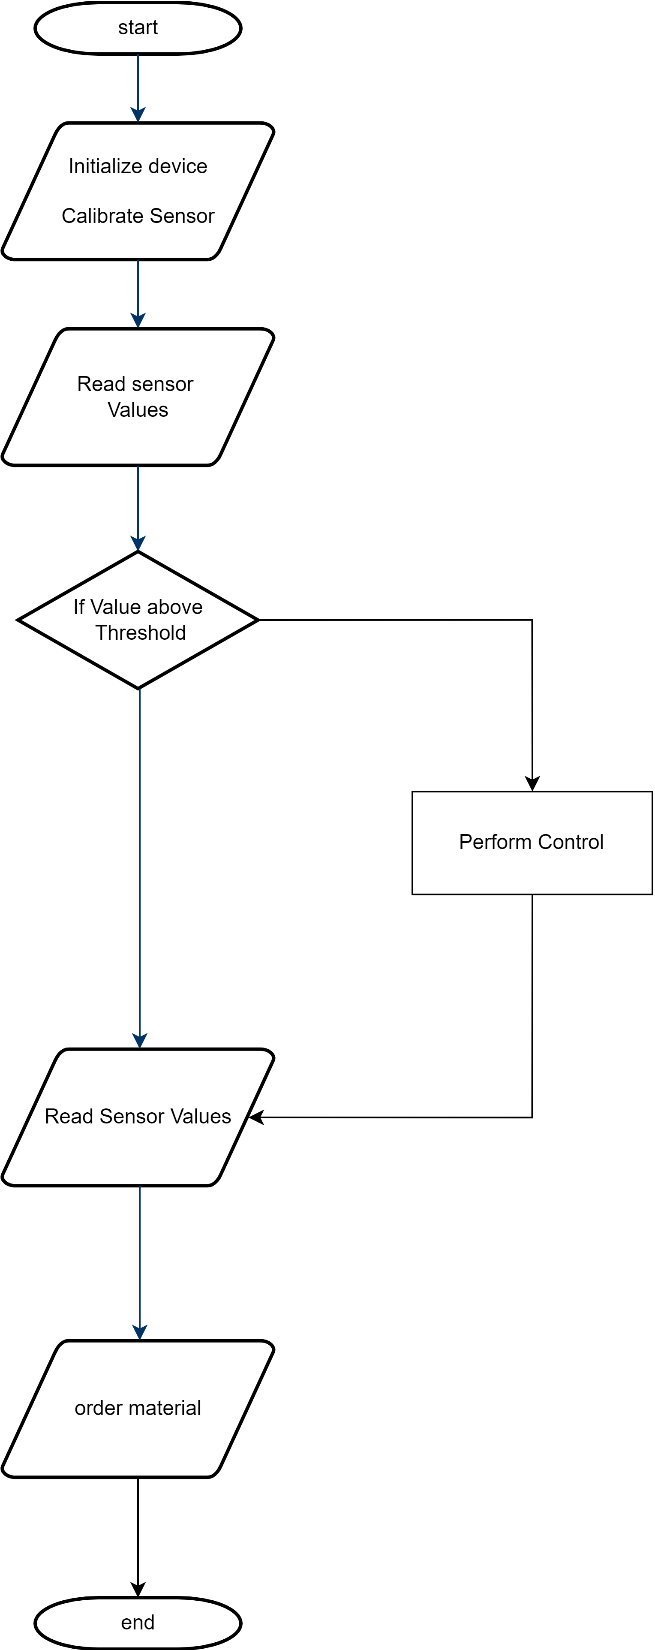 start
Initialize device
Calibrate Sensor
Read sensor
Values
If Value above
Threshold
Perform Control
Read Sensor Values
order material
end